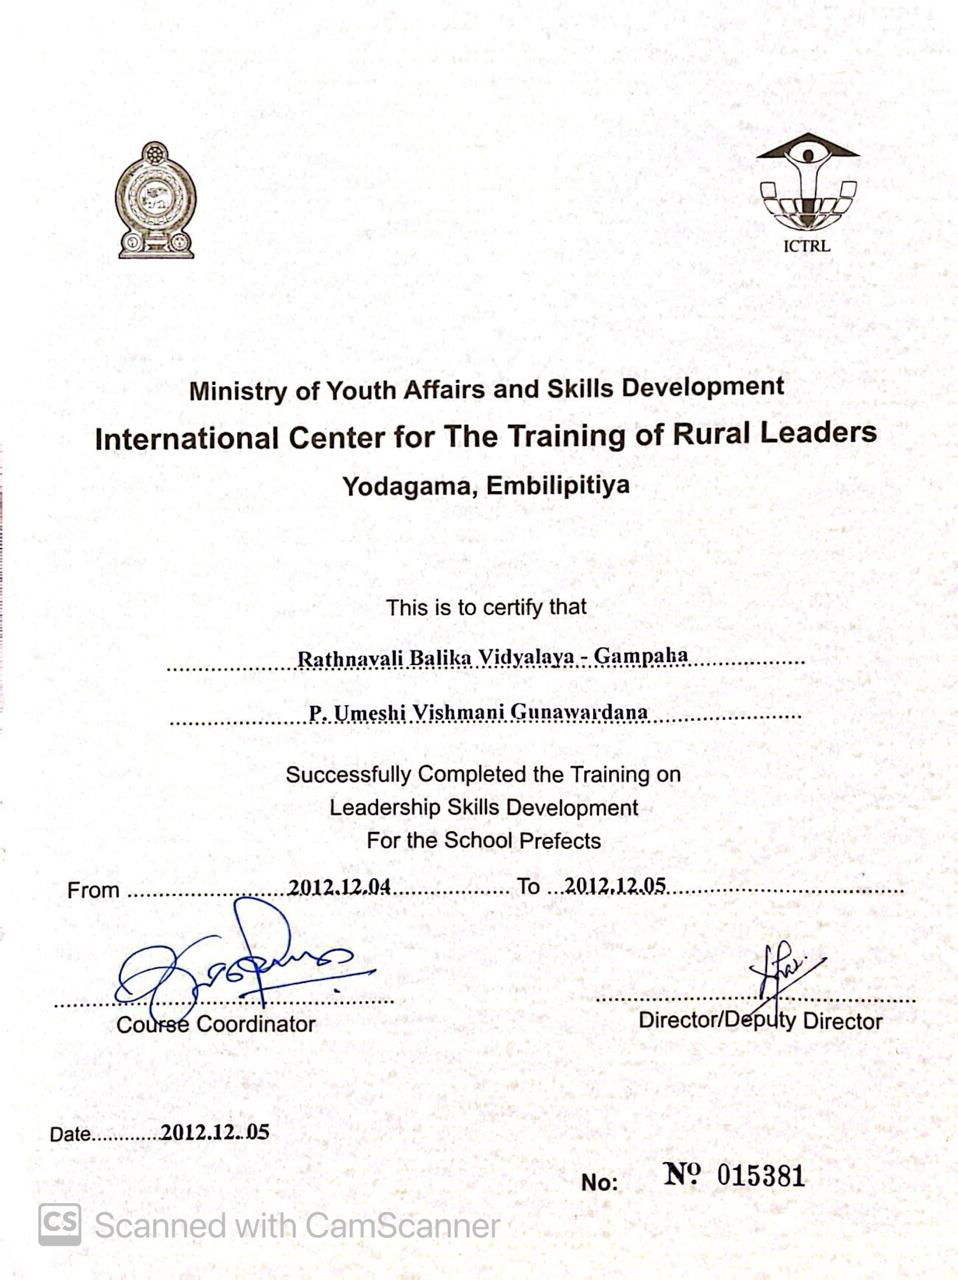 ICTRL
Ministry of Youth Affairs and Skills Development
International Center for The Training of Rural Leaders
Yodagama, Embilipitiya
This is to certify that
Rathnavali Balika Vidyalaya - Gampaha
P. Umeshi Vishmani Gunawardana
Successfully Completed the Training on
Leadership Skills Development
For the School Prefects
From ........................2012.12.04................. To ...2012.12.05...................................
Course Coordinator
Director/Deputy Director
Date............2012.12..05
No: Nº 015381
CS Scanned with CamScanner